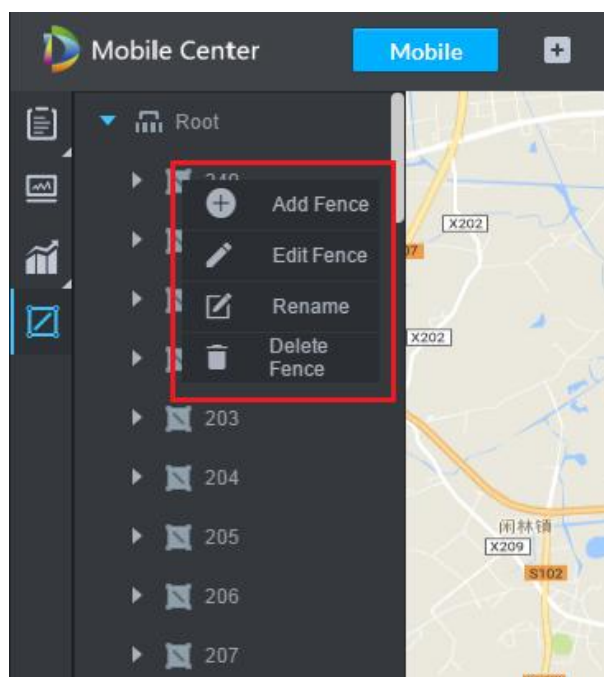 Mobile Center
Mobile
Root
Add Fence
Edit Fence
Rename
Delete
Fence
203
204
205
206
207
X202
X202
闲林镇
X209
S102